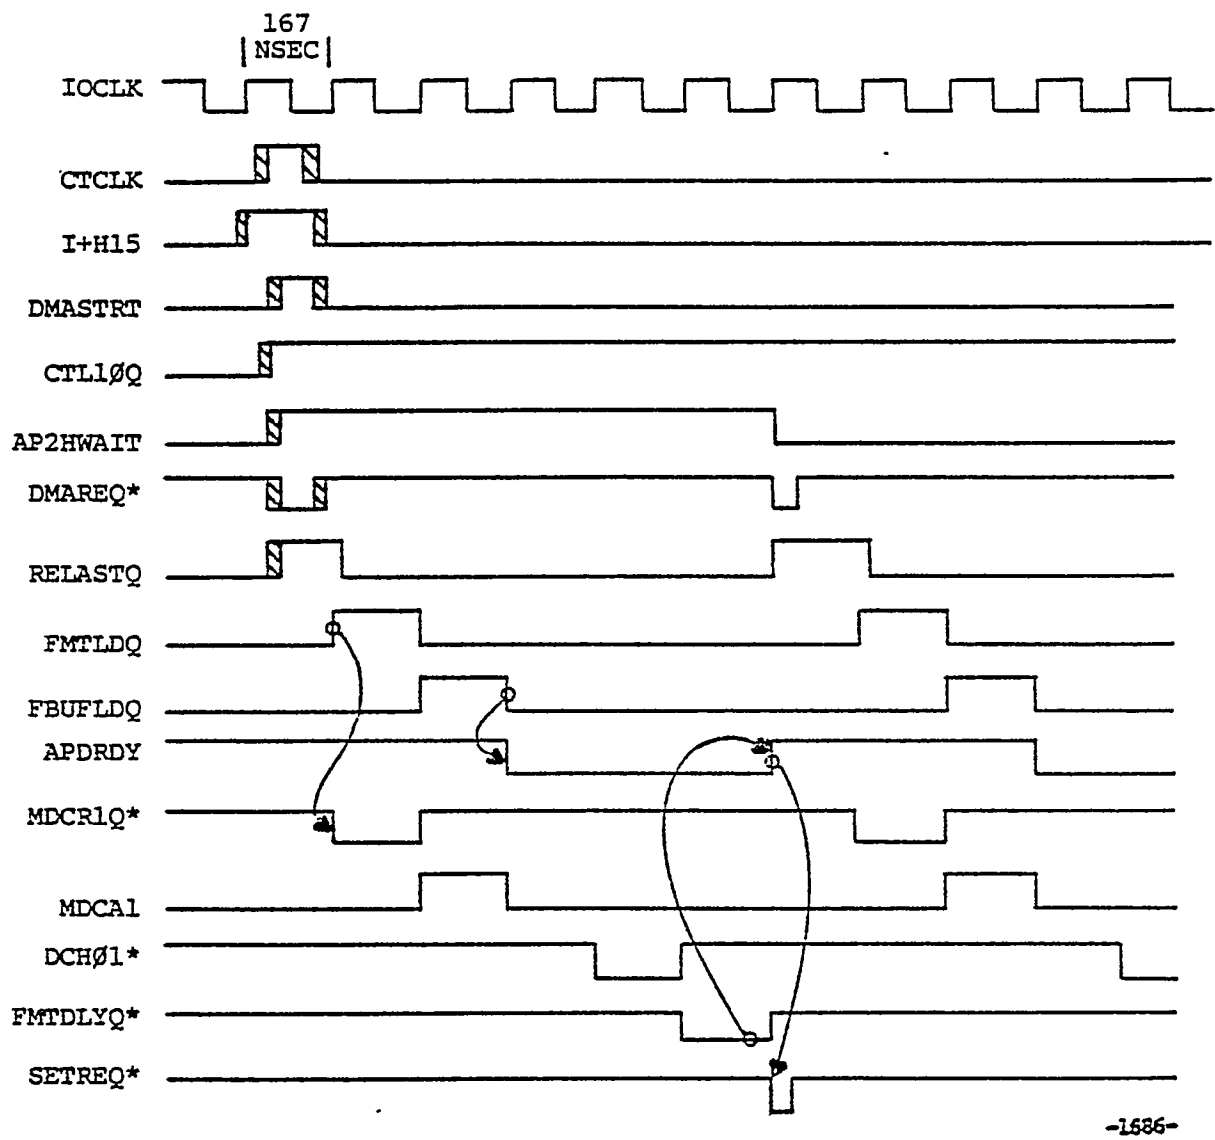 167
NSEC
IOCLK
CTCLK
I+H15
DMASTRT
CTL1ØQ
AP2HWAIT
DMAREQ*
RELASTQ
FMTLDQ
FBUFLDQ
APDRDY
MDCR1Q*
MDCA1
DCHØ1*
FMTDLYQ*
SETREQ*
-1686-